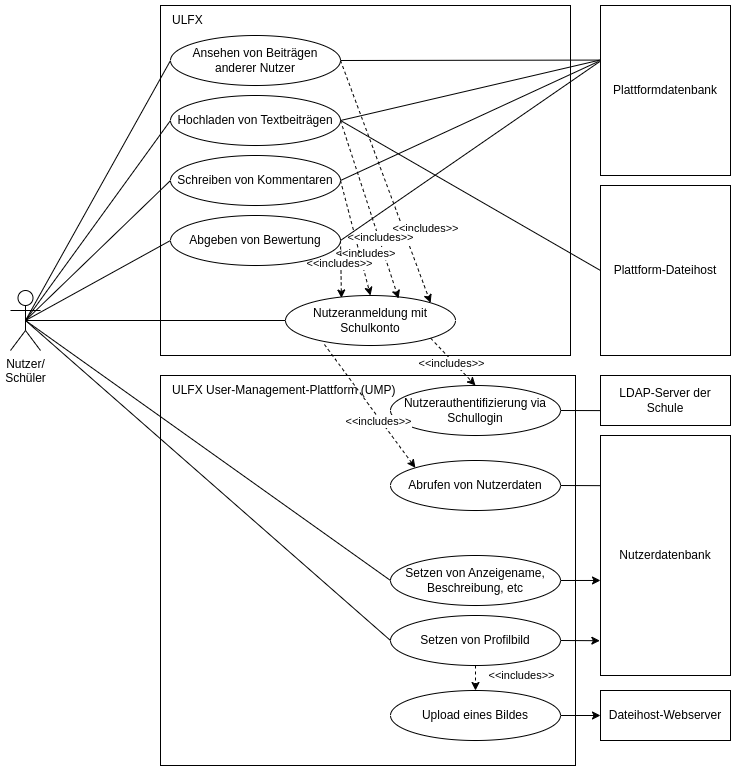 ULFX
Ansehen von Beiträgen
anderer Nutzer
Plattformdatenbank
Hochladen von Textbeiträgen
Schreiben von Kommentaren
Abgeben von Bewertung
<<includes>>
<<includes>>
<<includes>>
<<includes>>
Plattform-Dateihost
Nutzeranmeldung mit
Schulkonto
Nutzer/
Schüler
<<includes>>
ULFX User-Management-Plattform (UMP)
LDAP-Server der
Schule
Nutzerauthentifizierung via
Schullogin
<<includes>>
Abrufen von Nutzerdaten
Nutzerdatenbank
Setzen von Anzeigename,
Beschreibung, etc
Setzen von Profilbild
<<includes>>
Upload eines Bildes
Dateihost-Webserver